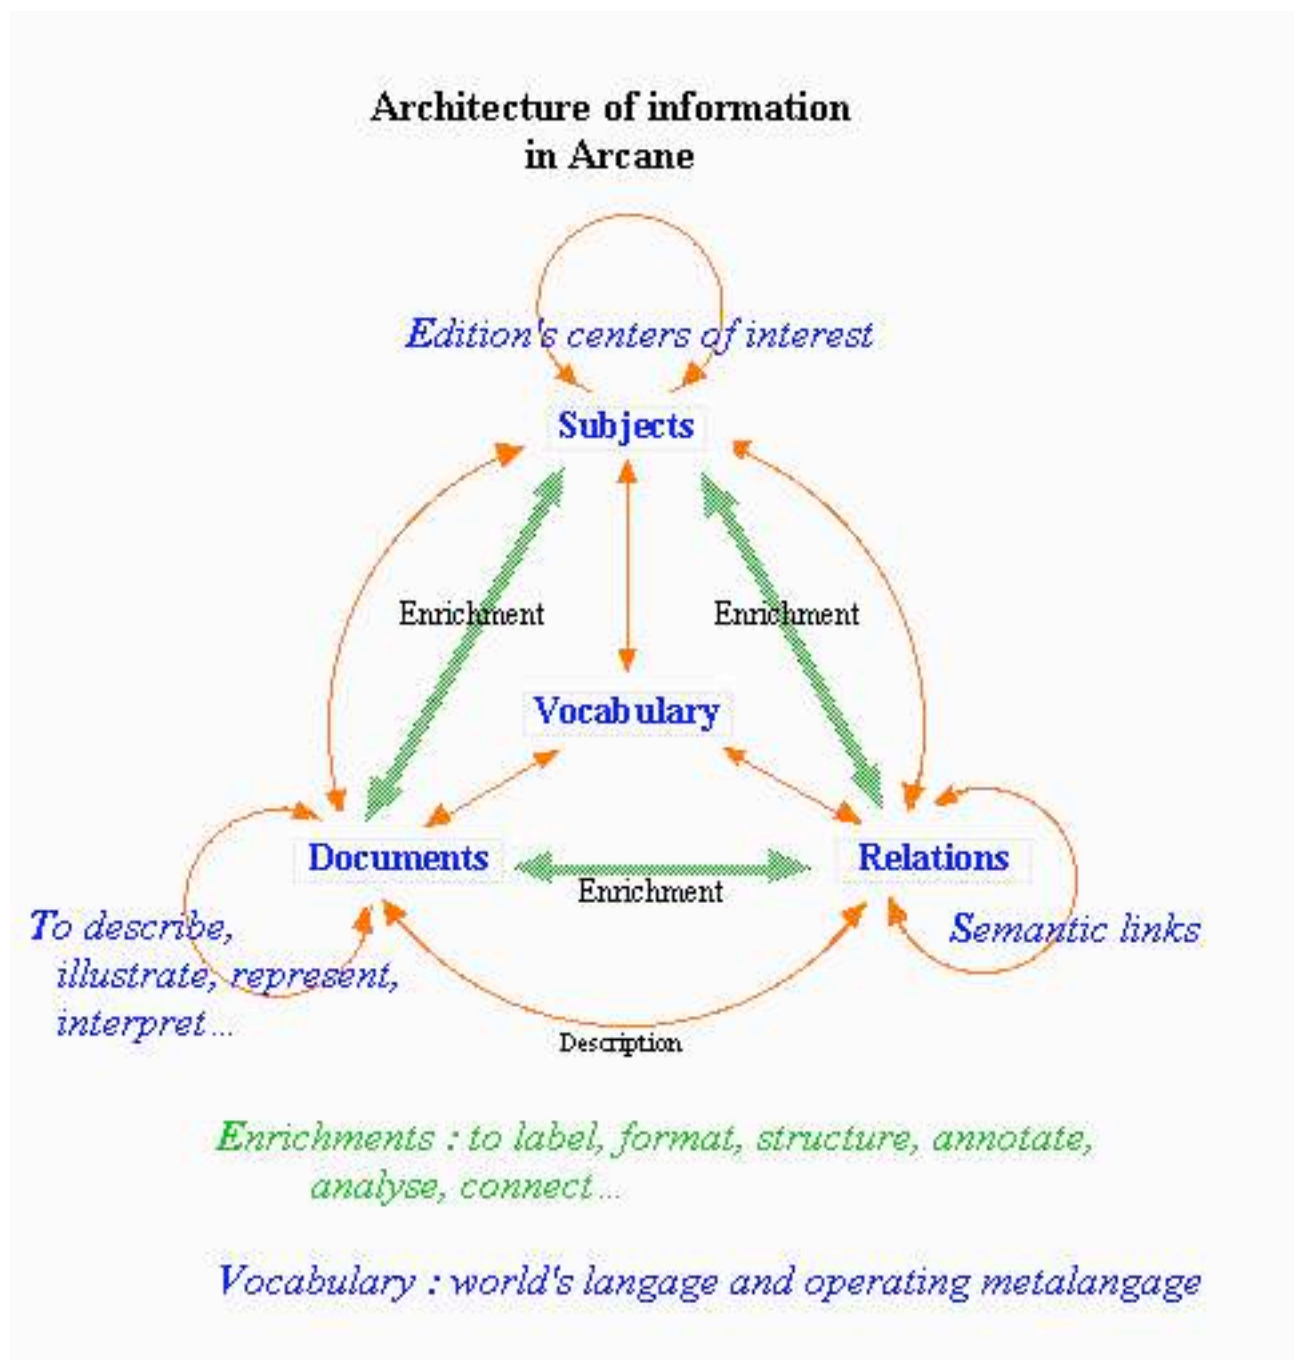 Architecture of information
in Arcane
Edition's centers of interest
Subjects
Enrichment
Enrichment
Vocabulary
Documents
Relations
Enrichment
To describe,
illustrate, represent,
interpret...
Semantic links
Description
Enrichments : to label, format, structure, annotate,
analyse, connect...
Vocabulary : world's langage and operating metalangage